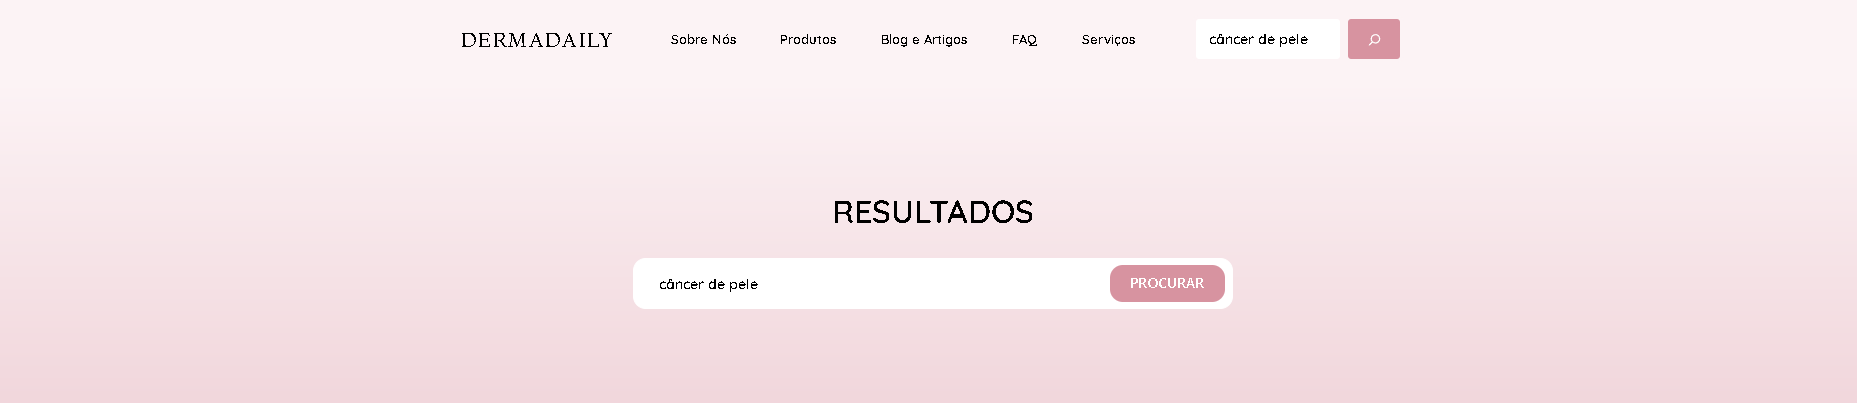 DERMADAILY Sobre Nós Produtos Blog e Artigos FAQ Serviços câncer de pele
RESULTADOS
câncer de pele PROCURAR